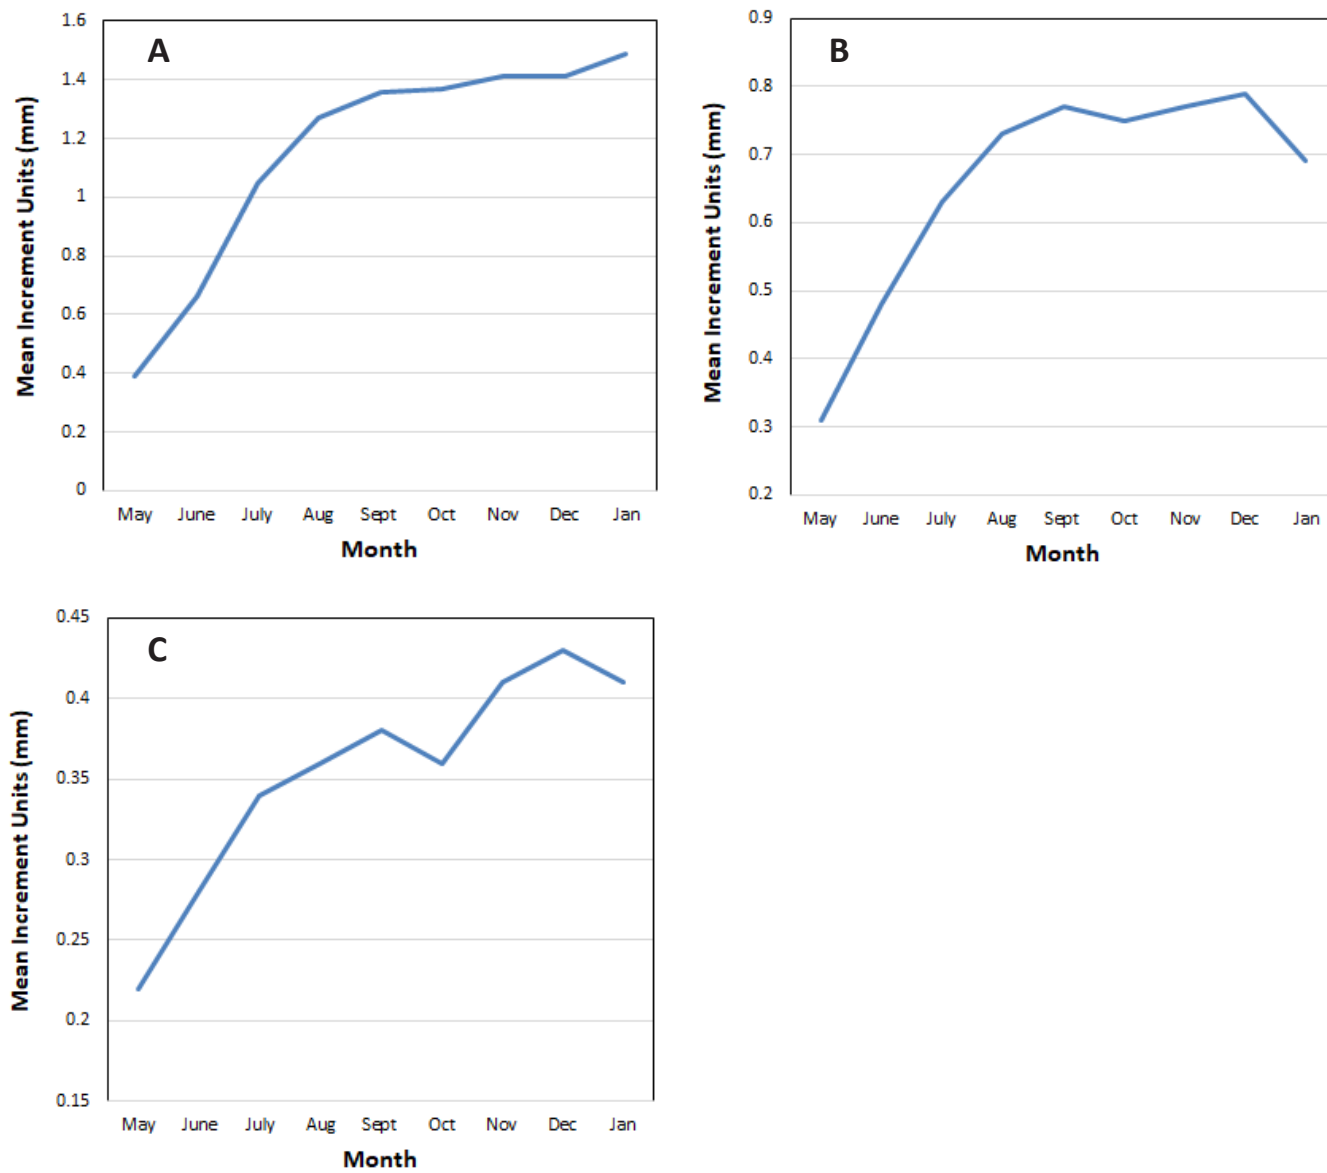 A
Mean Increment Units (mm)
1.6
1.4
1.2
1
0.8
0.6
0.4
0.2
0
May June July Aug Sept Oct Nov Dec Jan
Month
B
Mean Increment Units (mm)
0.9
0.8
0.7
0.6
0.5
0.4
0.3
0.2
May June July Aug Sept Oct Nov Dec Jan
Month
C
Mean Increment Units (mm)
0.45
0.4
0.35
0.3
0.25
0.2
0.15
May June July Aug Sept Oct Nov Dec Jan
Month